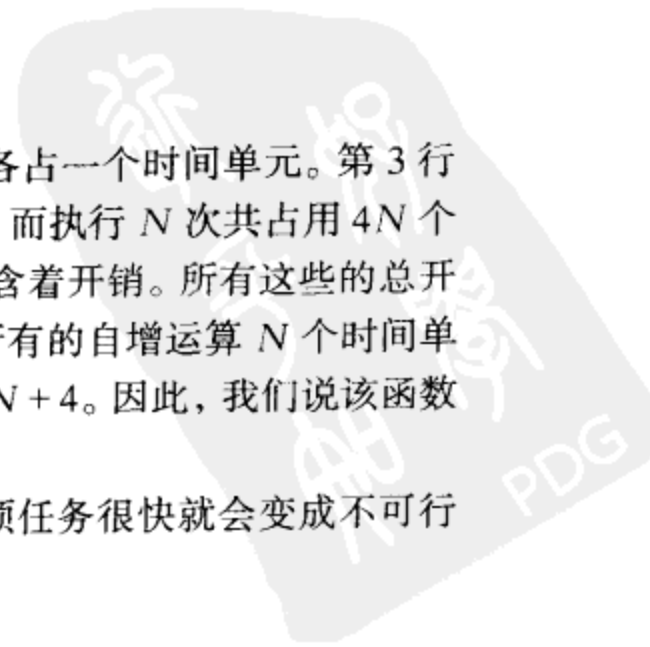 各占一个时间单元。第 3 行
而执行 N 次共占用 4N 个
含着开销。所有这些的总开
所有的自增运算 N 个时间单
N + 4。因此，我们说该函数
项任务很快就会变成不可行
PDG